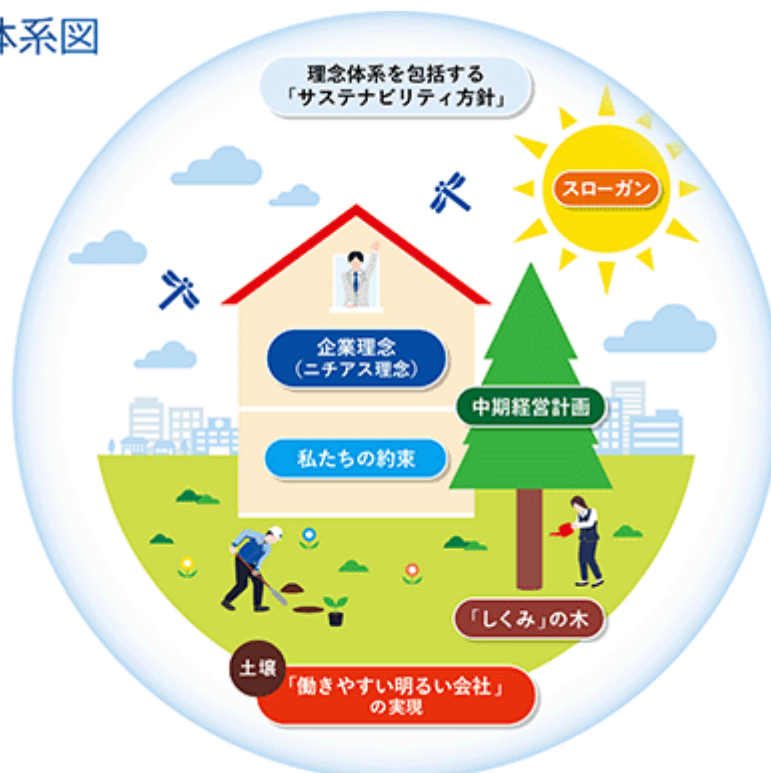 体系図
理念体系を包括する
「サステナビリティ方針」
スローガン
企業理念
（ニチアス理念）
中期経営計画
私たちの約束
「しくみ」の木
土壌
「働きやすい明るい会社」
の実現